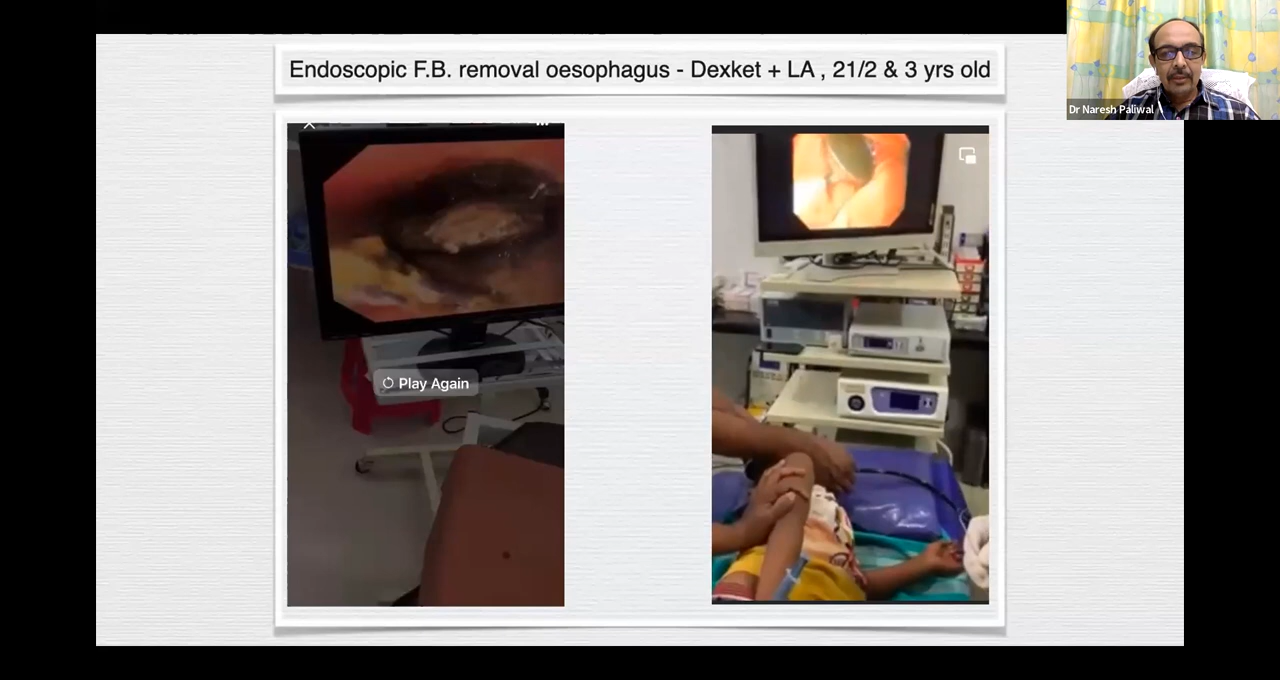 Endoscopic F.B. removal oesophagus - Dexket + LA , 21/2 & 3 yrs old
Dr Naresh Paliwal
Play Again